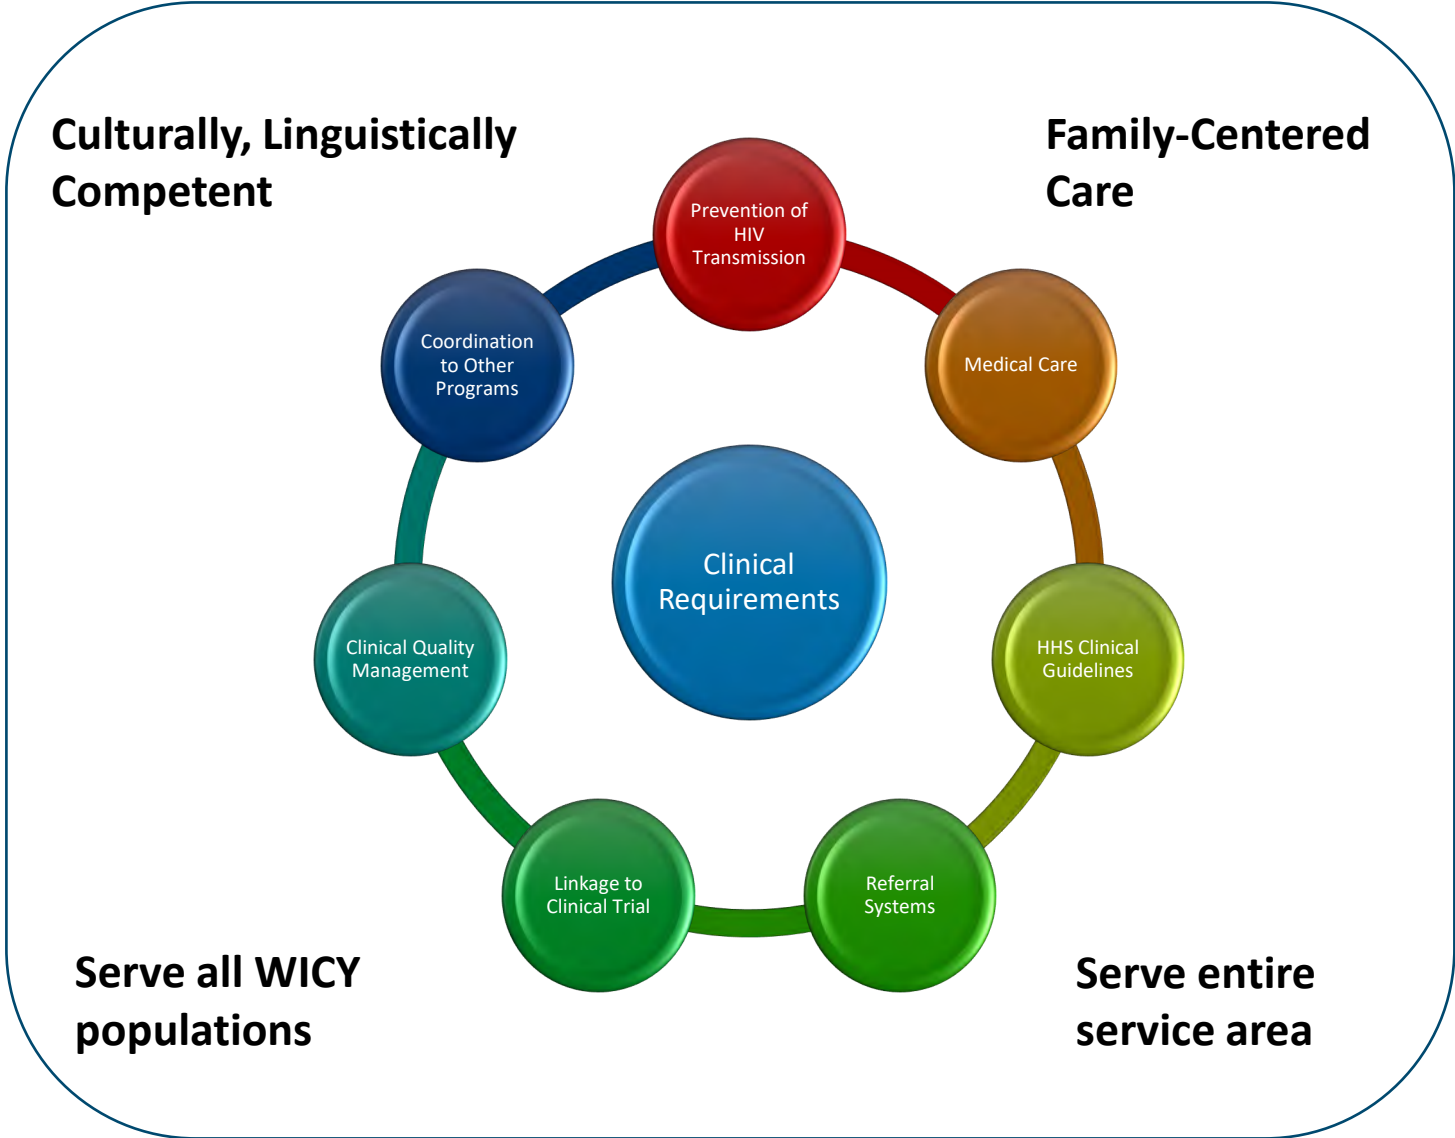 Culturally, Linguistically
Competent
Family-Centered
Care
Prevention of
HIV
Transmission
Medical Care
HHS Clinical
Guidelines
Referral
Systems
Linkage to
Clinical Trial
Clinical Quality
Management
Coordination
to Other
Programs
Clinical
Requirements
Serve all WICY
populations
Serve entire
service area